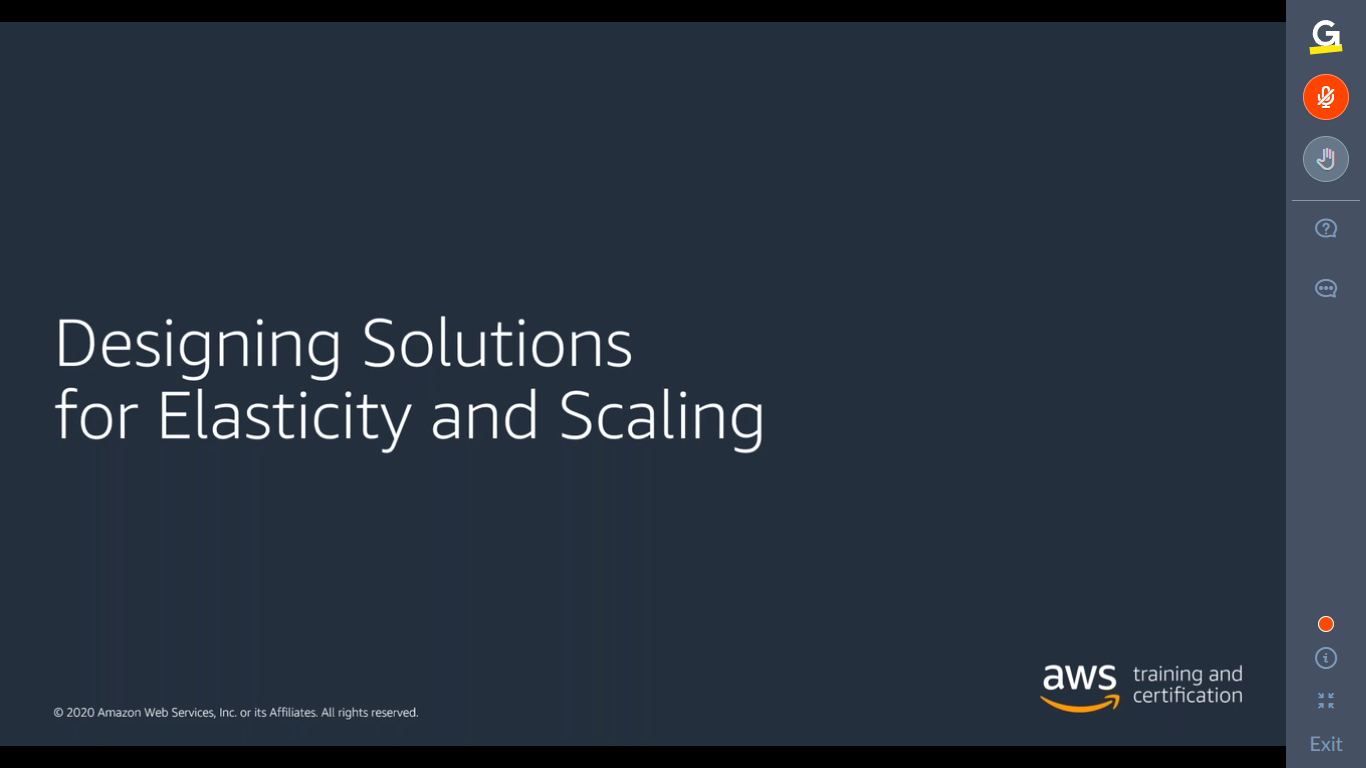 Designing Solutions
for Elasticity and Scaling
© 2020 Amazon Web Services, Inc. or its Affiliates. All rights reserved.
aws
training and
certification
G
Exit